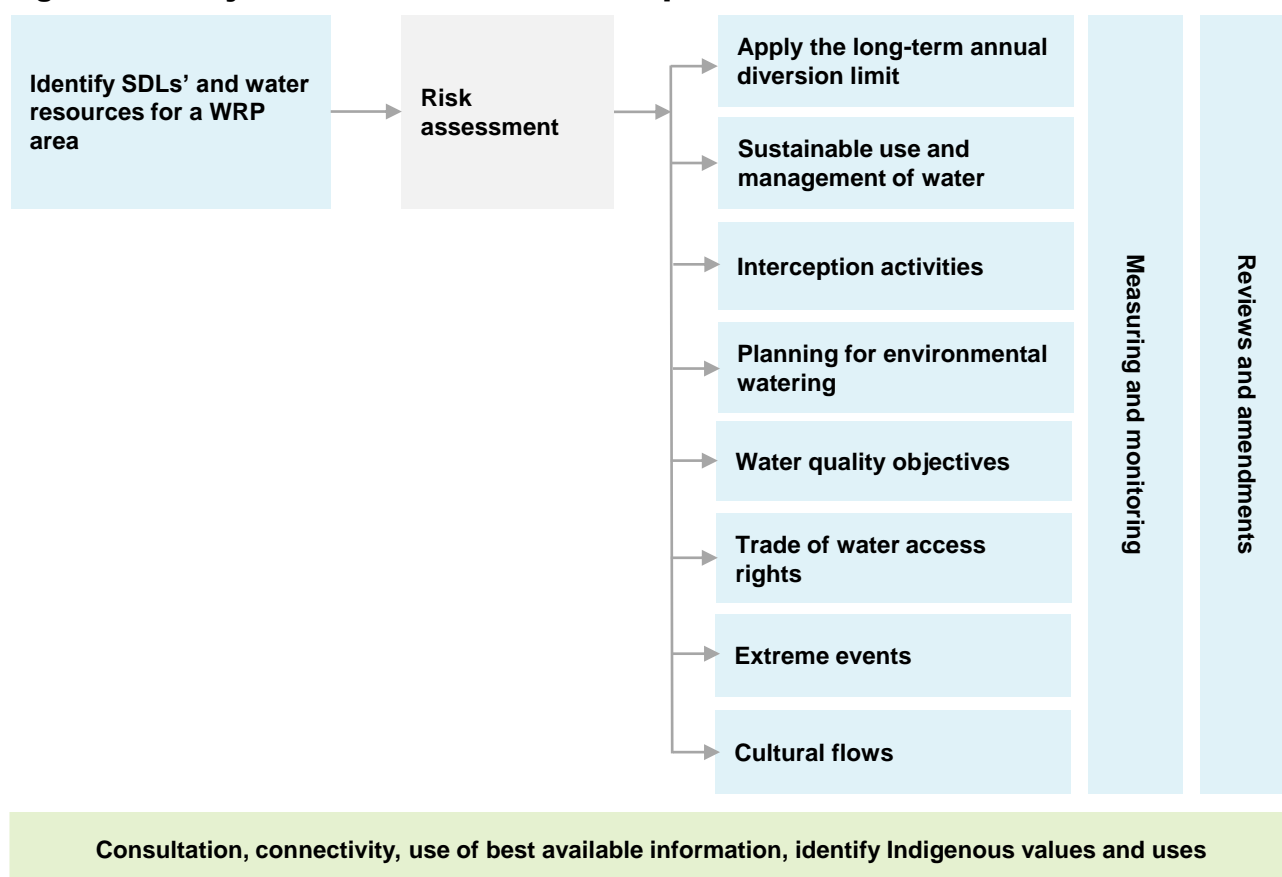 Identify SDLs’ and water
resources for a WRP
area
Risk
assessment
Apply the long-term annual
diversion limit
Sustainable use and
management of water
Interception activities
Planning for environmental
watering
Water quality objectives
Trade of water access
rights
Extreme events
Cultural flows
Measuring and monitoring
Reviews and amendments
Consultation, connectivity, use of best available information, identify Indigenous values and uses